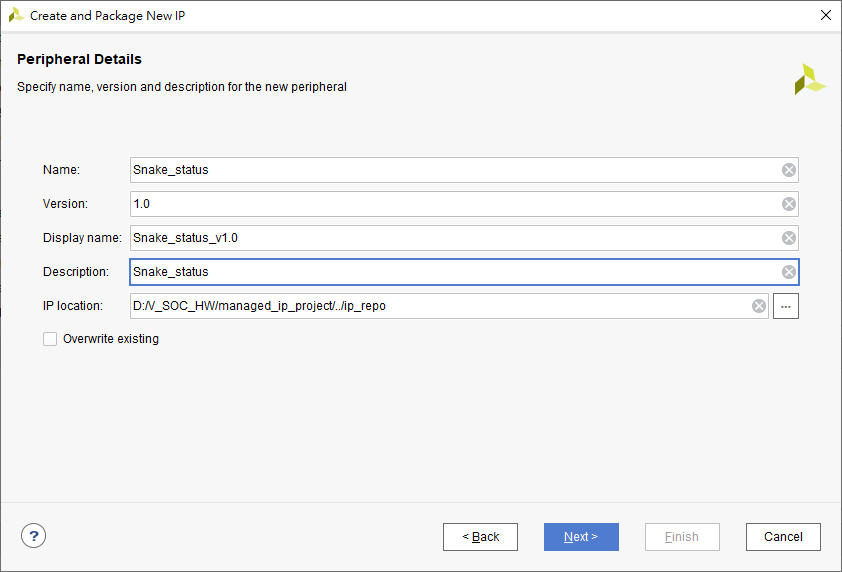 Create and Package New IP
Peripheral Details
Specify name, version and description for the new peripheral
Name: Snake_status
Version: 1.0
Display name: Snake_status_v1.0
Description: Snake_status
IP location: D:/V_SOC_HW/managed_ip_project/../ip_repo
...
Overwrite existing
? < Back Next > Finish Cancel